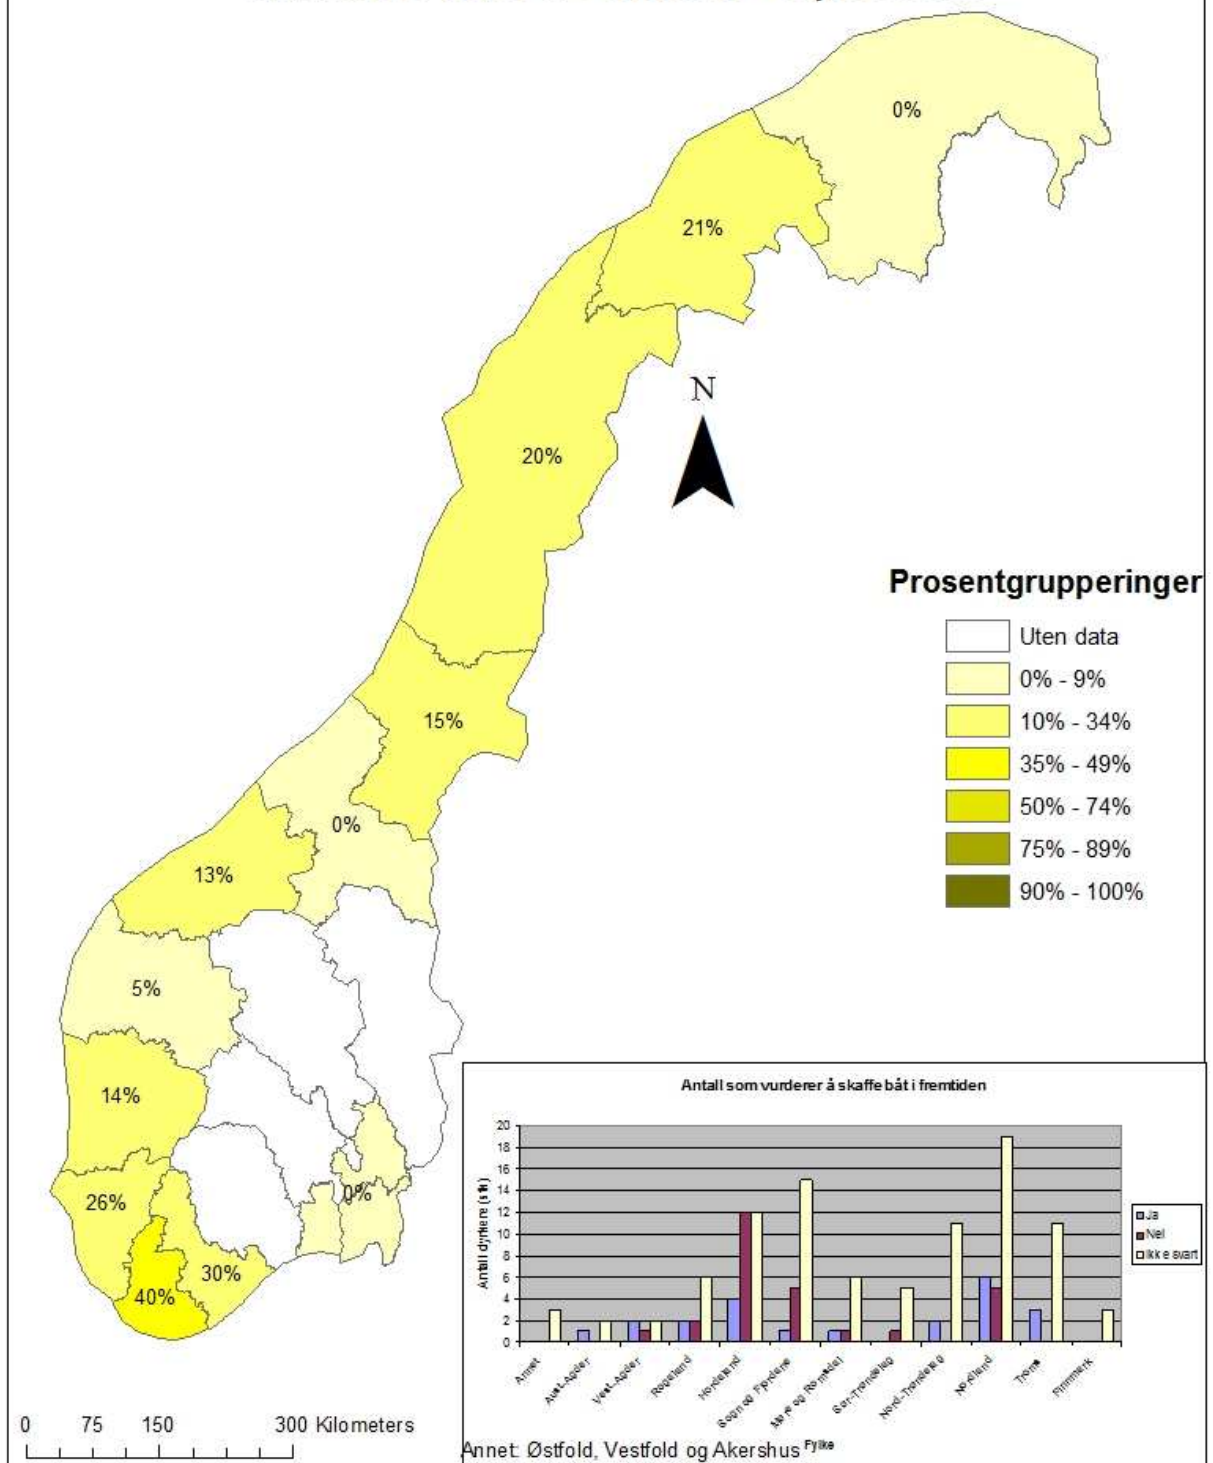 0%
21%
N
20%
Prosentgrupperinger
Uten data
0% - 9%
10% - 34%
35% - 49%
50% - 74%
75% - 89%
90% - 100%
15%
0%
13%
5%
14%
26%
0%
30%
40%
0 75 150 300 Kilometers
Antall som vurderer å skaffe båt i fremtiden
Antall dyrkere (stk)
20
18
16
14
12
10
8
6
4
2
0
Ja
Nei
Ikke svart
Annet
Aust-Agder
Vest-Agder
Rogaland
Hordaland
Sogn og Fjordane
Møre og Romsdal
Sør-Trøndelag
Nord-Trøndelag
Nordland
Troms
Finnmark
Fylke
Annet: Østfold, Vestfold og Akershus